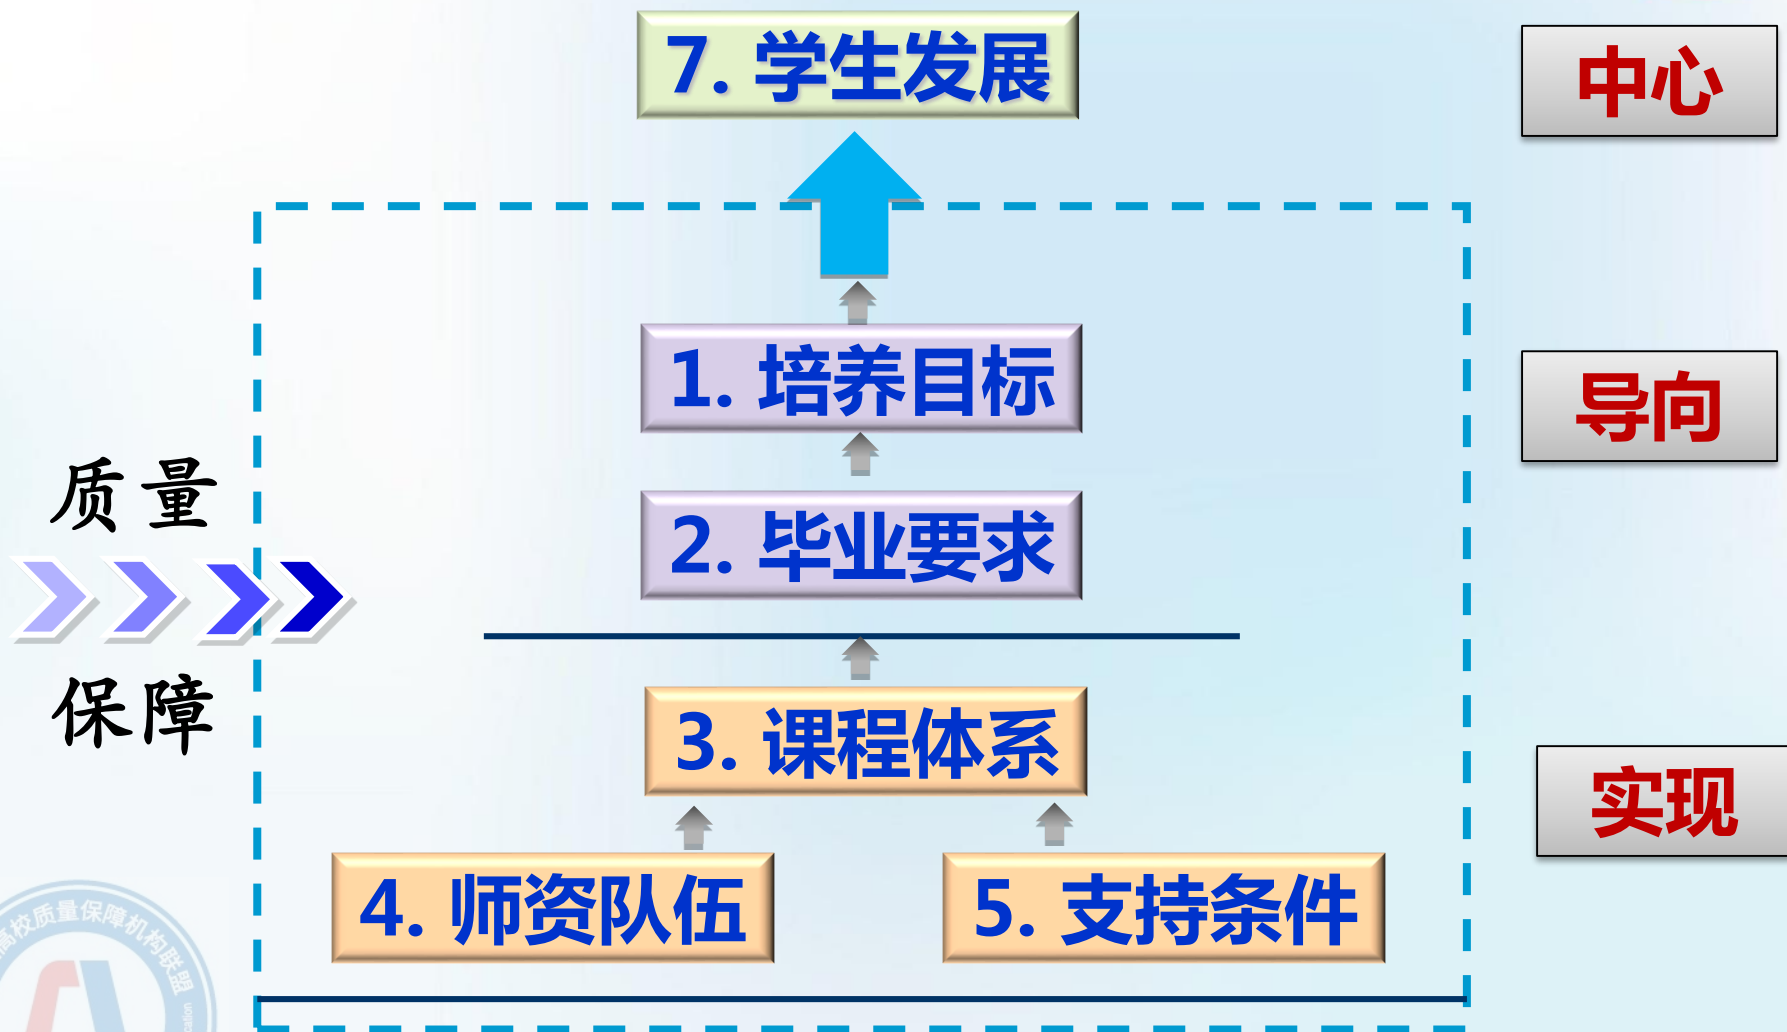 7. 学生发展
中心
1. 培养目标
导向
2. 毕业要求
质量
保障
3. 课程体系
实现
4. 师资队伍
5. 支持条件
高校质量保障机构联盟